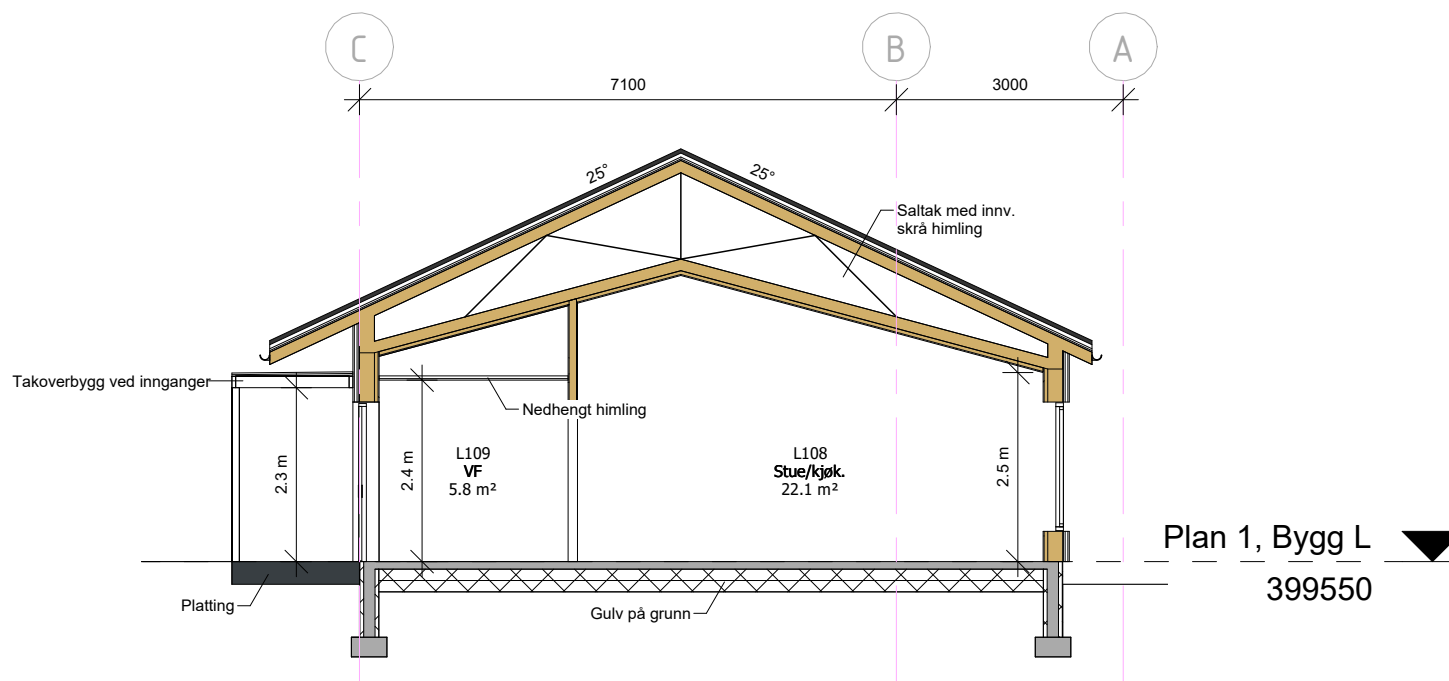 C
B
A
7100
3000
25°
25°
Saltak med innv.
skrå himling
Takoverbygg ved innganger
Nedhengt himling
2.3 m
2.4 m
L109
VF
5.8 m²
L108
Stue/kjøk.
22.1 m²
2.5 m
Plan 1, Bygg L
399550
Platting
Gulv på grunn